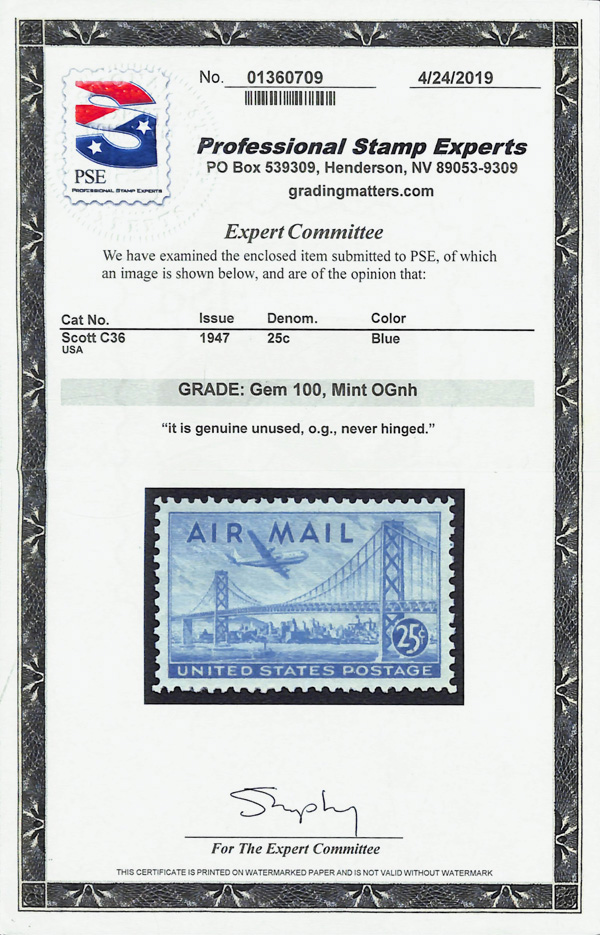 No. 01360709 4/24/2019
PSE
PROFESSIONAL STAMP EXPERTS
Professional Stamp Experts
PO Box 539309, Henderson, NV 89053-9309
gradingmatters.com
Expert Committee
We have examined the enclosed item submitted to PSE, of which
an image is shown below, and are of the opinion that:
Cat No. Issue Denom. Color
Scott C36 1947 25c Blue
USA
GRADE: Gem 100, Mint OGnh
“it is genuine unused, o.g., never hinged.”
AIR MAIL
25¢
UNITED STATES POSTAGE
For The Expert Committee
THIS CERTIFICATE IS PRINTED ON WATERMARKED PAPER AND IS NOT VALID WITHOUT WATERMARK